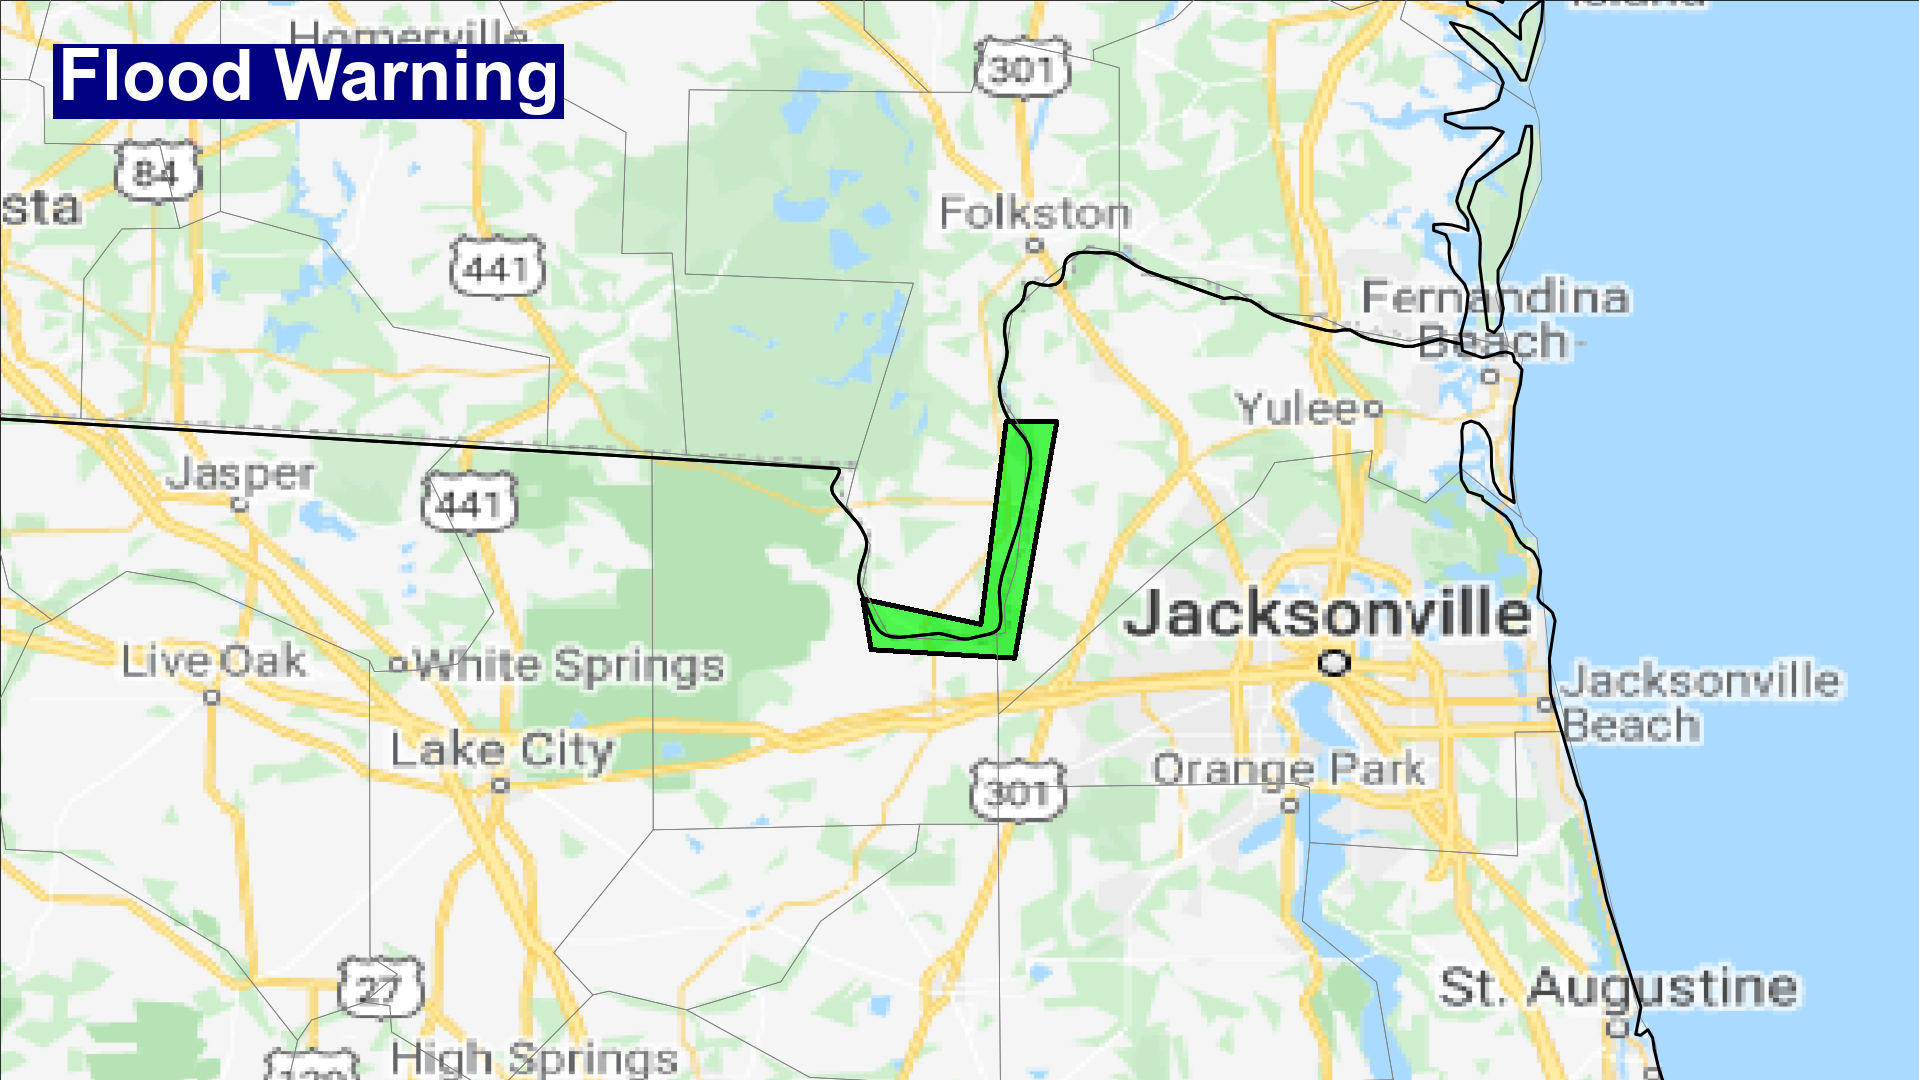 Homerville
Flood Warning
301
84
sta
Folkston
441
Fernandina
Beach
Yulee
Jasper
441
Jacksonville
Live Oak
White Springs
Jacksonville
Beach
Lake City
Orange Park
301
27
St. Augustine
High Springs